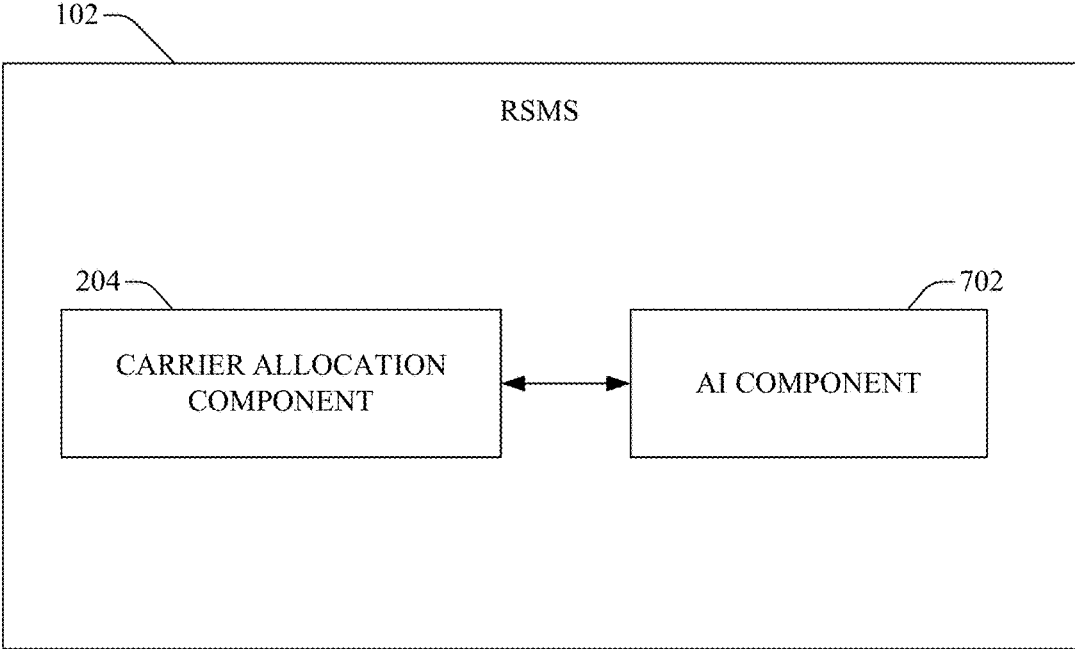 102
RSMS
204
702
CARRIER ALLOCATION
COMPONENT
AI COMPONENT